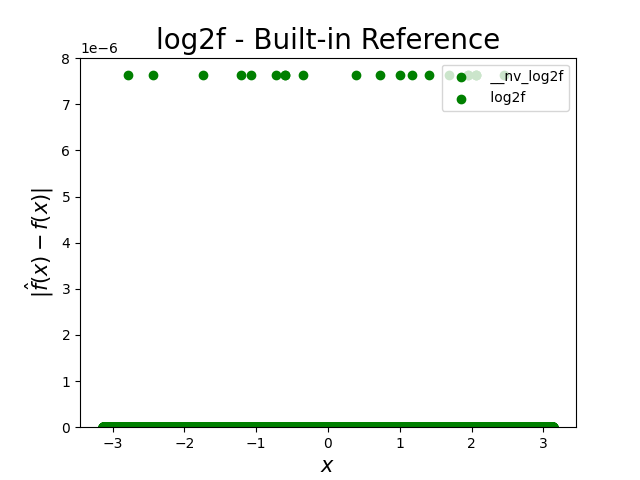 log2f - Built-in Reference
1e−6
8
7
6
5
4
3
2
1
0
|f̂(x) − f(x)|
__nv_log2f
log2f
−3 −2 −1 0 1 2 3
x